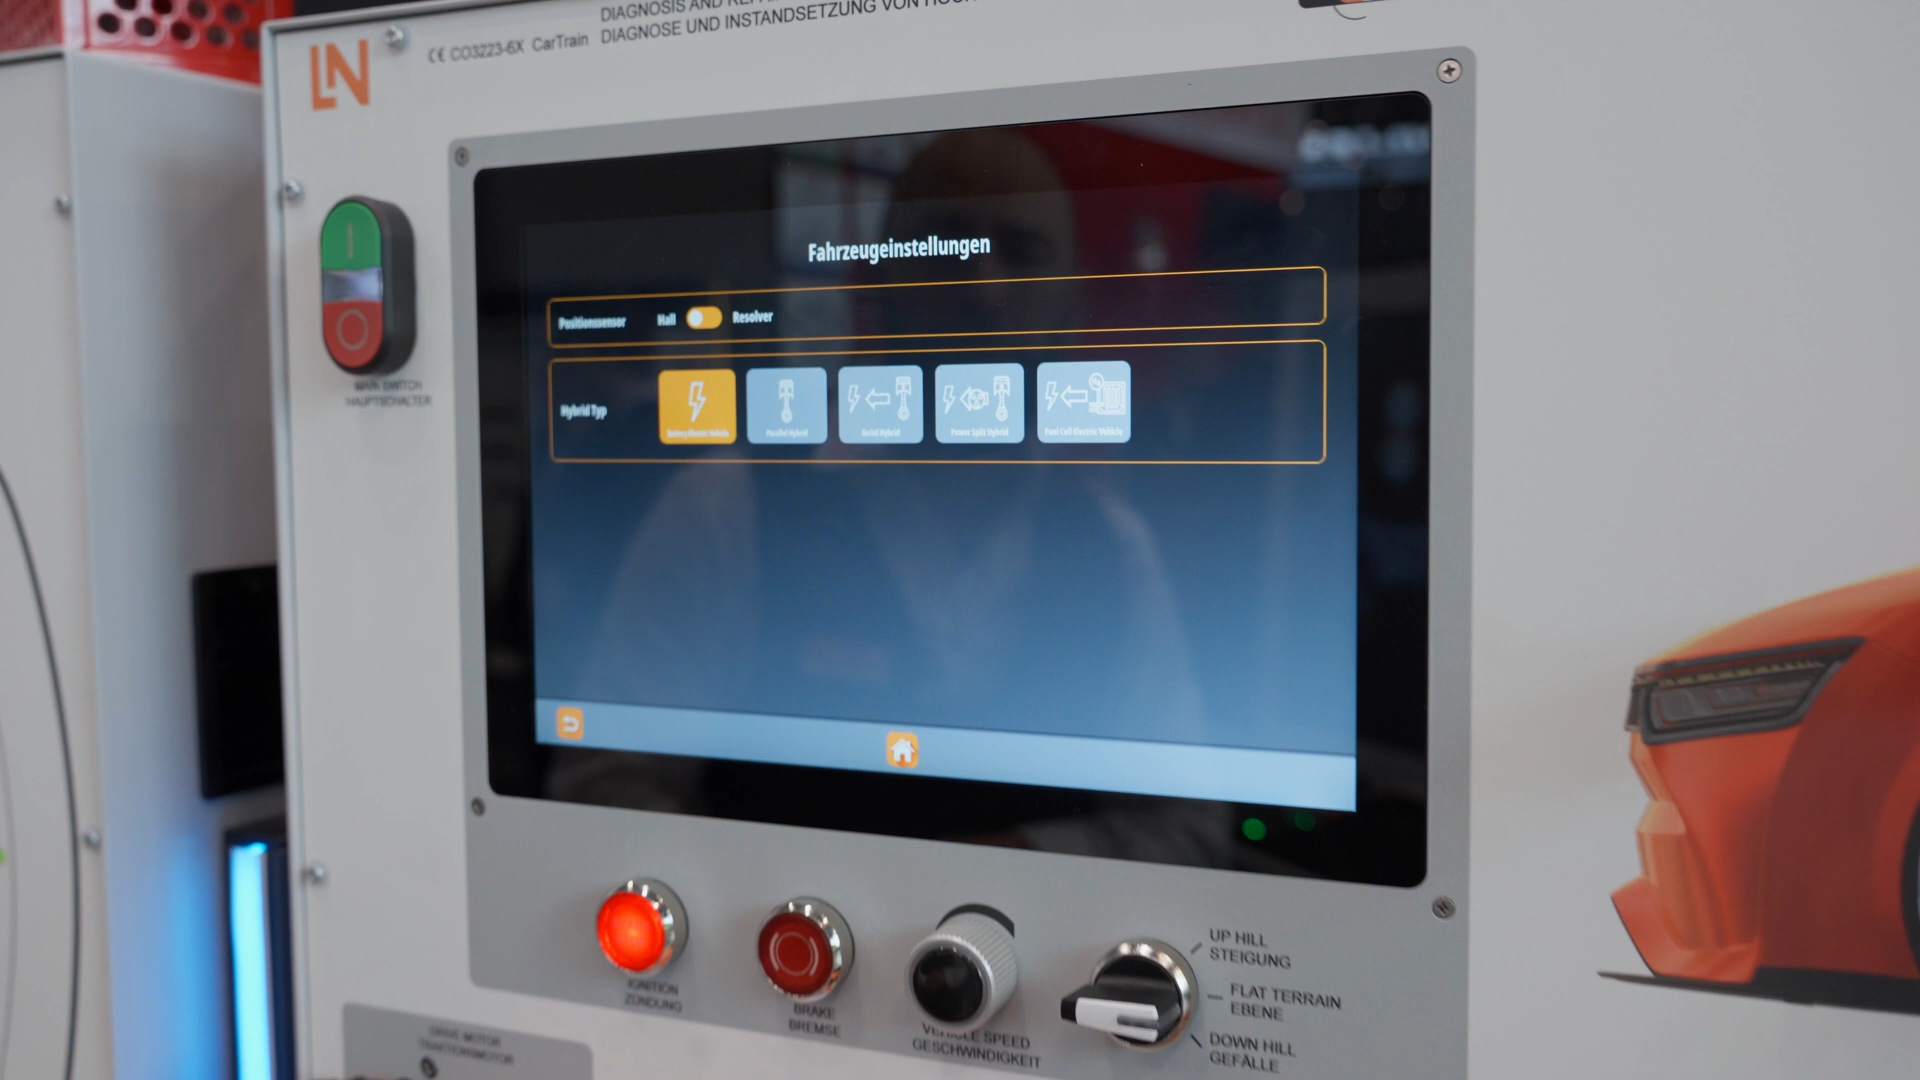 DIAGNOSIS AND
DIAGNOSE UND INSTANDSETZUNG VON
LN
CE CO3223-6X CarTrain
MAIN SWITCH
HAUPTSCHALTER
Fahrzeugeinstellungen
Positionssensor Hall Resolver
Hybrid Typ
Battery Electric Vehicle
Parallel Hybrid
Serial Hybrid
Power Split Hybrid
Fuel Cell Electric Vehicle
IGNITION
ZÜNDUNG
BRAKE
BREMSE
VEHICLE SPEED
GESCHWINDIGKEIT
UP HILL
STEIGUNG
FLAT TERRAIN
EBENE
DOWN HILL
GEFÄLLE
DRIVE MOTOR
TRAKTIONSMOTOR